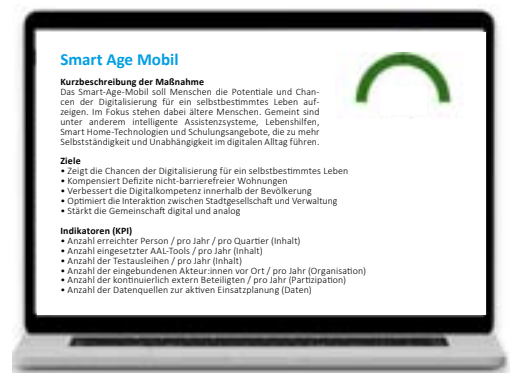 Smart Age Mobil
Kurzbeschreibung der Maßnahme
Das Smart-Age-Mobil soll Menschen die Potentiale und Chan-
cen der Digitalisierung für ein selbstbestimmtes Leben auf-
zeigen. Im Fokus stehen dabei ältere Menschen. Gemeint sind
unter anderem intelligente Assistenzsysteme, Lebenshilfen,
Smart Home-Technologien und Schulungsangebote, die zu mehr
Selbstständigkeit und Unabhängigkeit im digitalen Alltag führen.
Ziele
• Zeigt die Chancen der Digitalisierung für ein selbstbestimmtes Leben
• Kompensiert Defizite nicht-barrierefreier Wohnungen
• Verbessert die Digitalkompetenz innerhalb der Bevölkerung
• Optimiert die Interaktion zwischen Stadtgesellschaft und Verwaltung
• Stärkt die Gemeinschaft digital und analog
Indikatoren (KPI)
• Anzahl erreichter Person / pro Jahr / pro Quartier (Inhalt)
• Anzahl eingesetzter AAL-Tools / pro Jahr (Inhalt)
• Anzahl der Testausleihen / pro Jahr (Inhalt)
• Anzahl der eingebundenen Akteur:innen vor Ort / pro Jahr (Organisation)
• Anzahl der kontinuierlich extern Beteiligten / pro Jahr (Partizipation)
• Anzahl der Datenquellen zur aktiven Einsatzplanung (Daten)